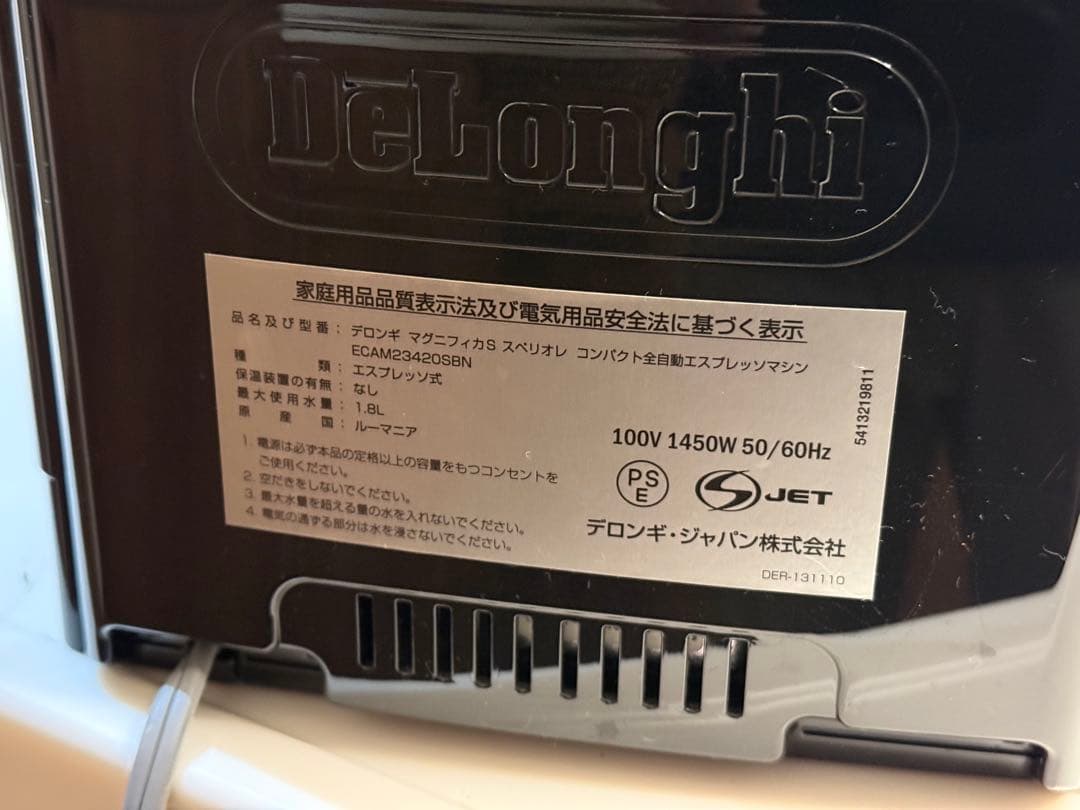 DeLonghi
家庭用品品質表示法及び電気用品安全法に基づく表示
品名及び型番：デロンギ マグニフィカS スペリオレ コンパクト全自動エスプレッソマシン
ECAM23420SBN
種類：エスプレッソ式
保温装置の有無：なし
最大使用水量：1.8L
原産国：ルーマニア
1. 電源は必ず本品の定格以上の容量をもつコンセントを
ご使用ください。
2. 空だきをしないでください。
3. 最大水量を超える量の水を入れないでください。
4. 電気の通ずる部分は水を浸さないでください。
100V 1450W 50/60Hz
PS
E
S JET
デロンギ・ジャパン株式会社
DER-131110
5413219811